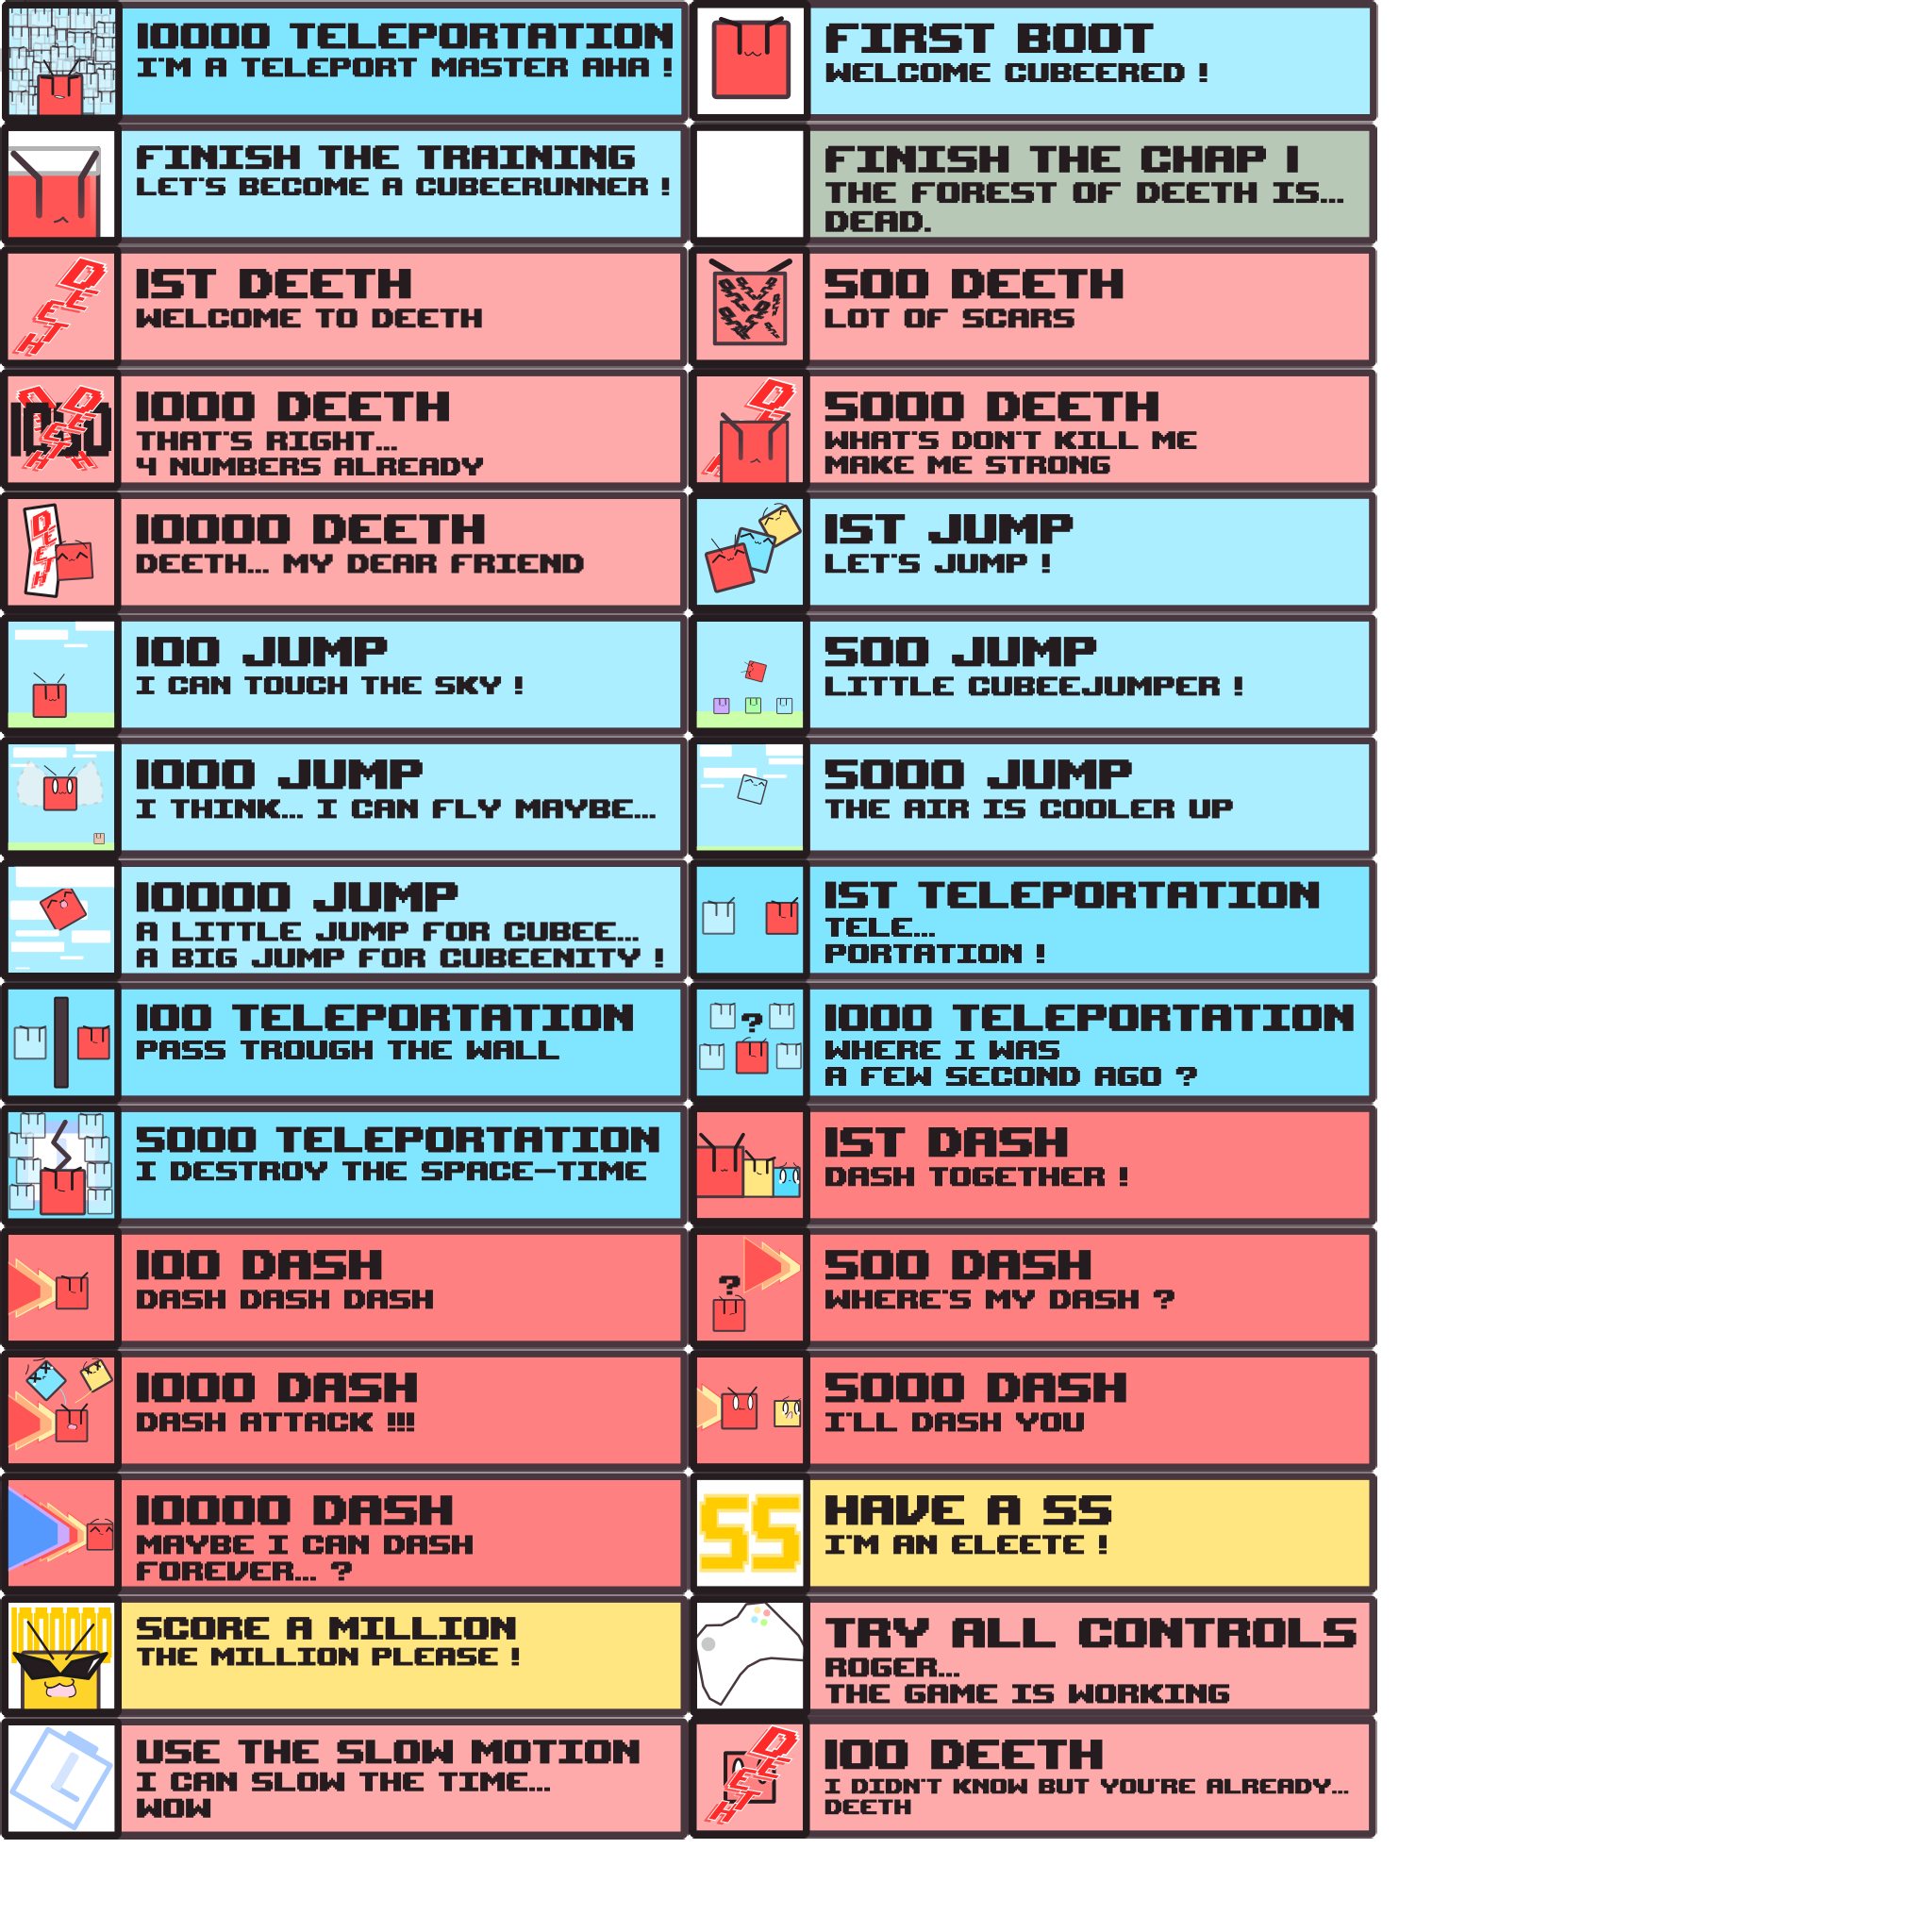 10000 TELEPORTATION
I'M A TELEPORT MASTER AHA !
FIRST BOOT
WELCOME CUBEERED !
FINISH THE TRAINING
LET'S BECOME A CUBEERUNNER !
FINISH THE CHAP 1
THE FOREST OF DEETH IS...
DEAD.
DEETH
1ST DEETH
WELCOME TO DEETH
500 DEETH
LOT OF SCARS
1000 DEETH
THAT'S RIGHT...
4 NUMBERS ALREADY
5000 DEETH
WHAT'S DON'T KILL ME
MAKE ME STRONG
DEETH
10000 DEETH
DEETH... MY DEAR FRIEND
1ST JUMP
LET'S JUMP !
100 JUMP
I CAN TOUCH THE SKY !
500 JUMP
LITTLE CUBEEJUMPER !
1000 JUMP
I THINK... I CAN FLY MAYBE...
5000 JUMP
THE AIR IS COOLER UP
10000 JUMP
A LITTLE JUMP FOR CUBEE...
A BIG JUMP FOR CUBEENITY !
1ST TELEPORTATION
TELE...
PORTATION !
100 TELEPORTATION
PASS TROUGH THE WALL
?
1000 TELEPORTATION
WHERE I WAS
A FEW SECOND AGO ?
5000 TELEPORTATION
I DESTROY THE SPACE-TIME
1ST DASH
DASH TOGETHER !
100 DASH
DASH DASH DASH
?
500 DASH
WHERE'S MY DASH ?
1000 DASH
DASH ATTACK !!!
5000 DASH
I'LL DASH YOU
10000 DASH
MAYBE I CAN DASH
FOREVER... ?
SS
HAVE A SS
I'M AN ELEETE !
SCORE A MILLION
THE MILLION PLEASE !
TRY ALL CONTROLS
ROGER...
THE GAME IS WORKING
USE THE SLOW MOTION
I CAN SLOW THE TIME...
WOW
DEETH
100 DEETH
I DIDN'T KNOW BUT YOU'RE ALREADY...
DEETH